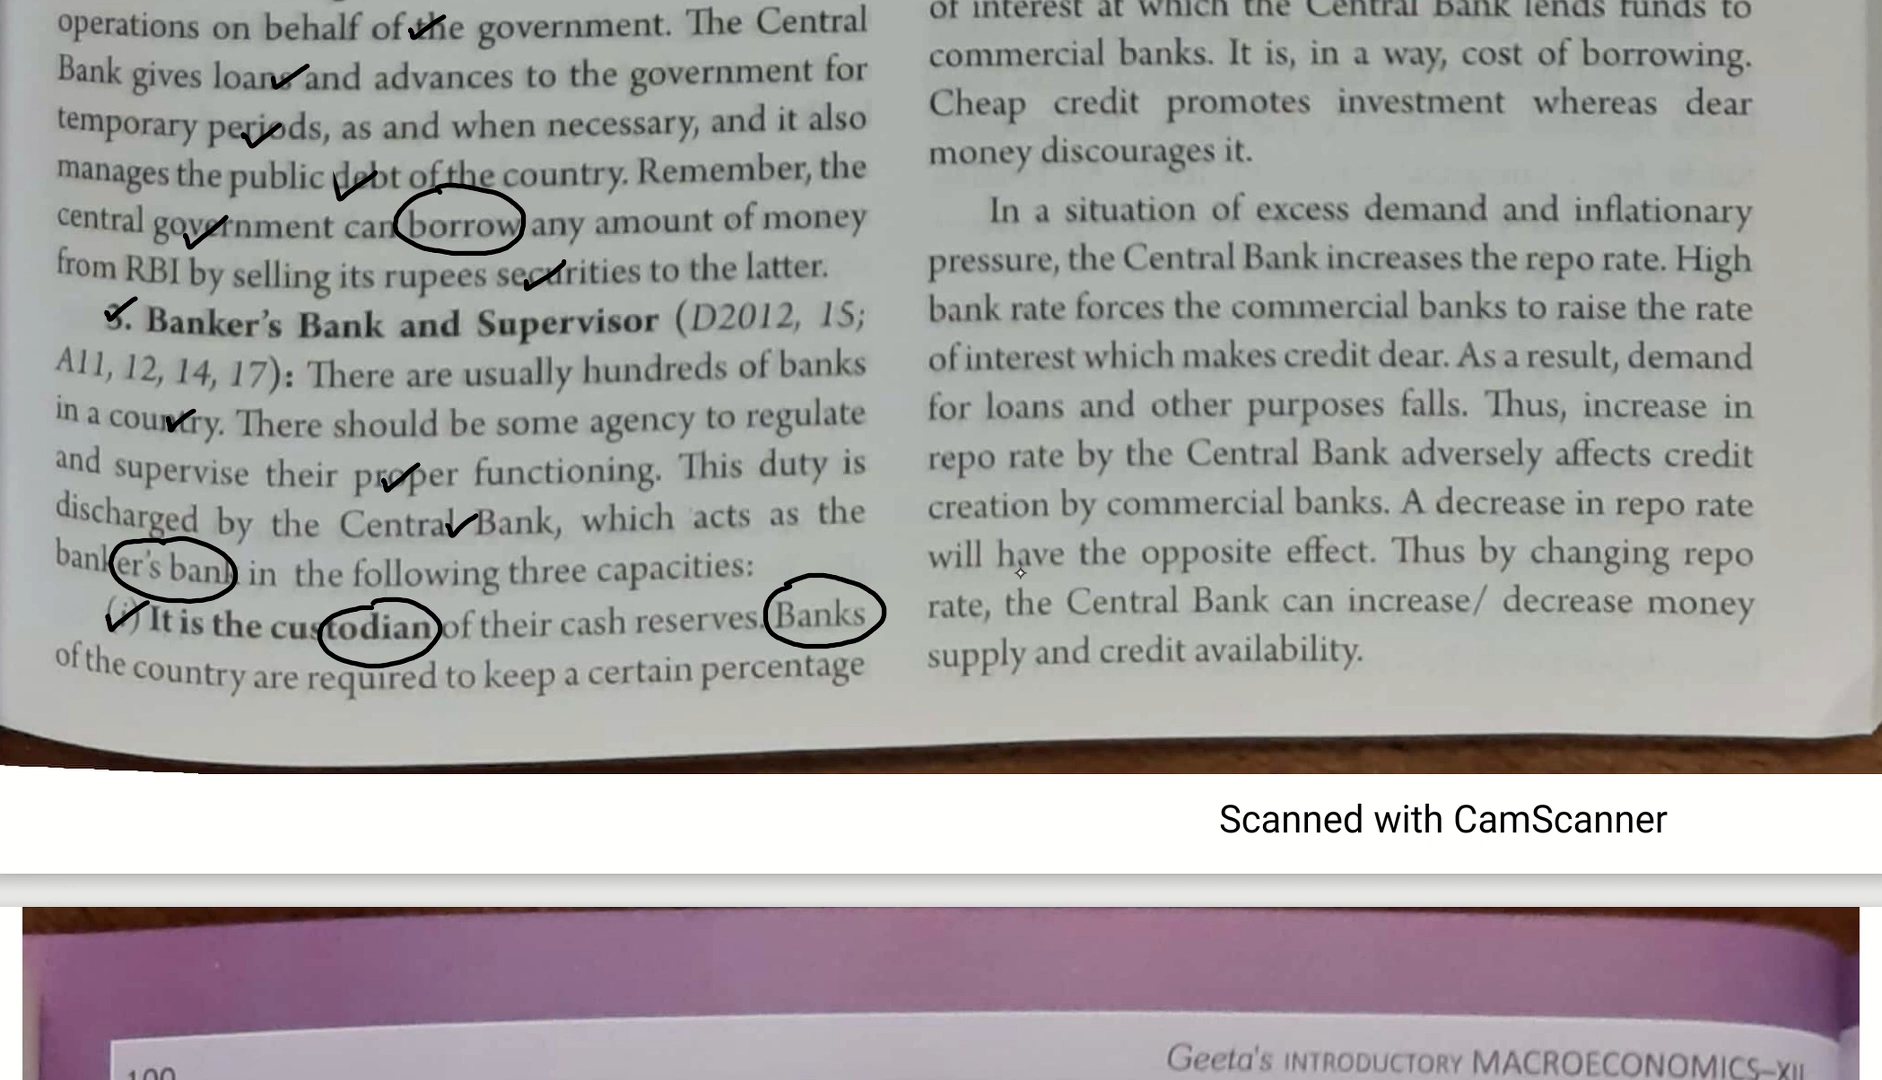 operations on behalf of the government. The Central
Bank gives loans and advances to the government for
temporary periods, as and when necessary, and it also
manages the public debt of the country. Remember, the
central government can borrow any amount of money
from RBI by selling its rupees securities to the latter.
3. Banker's Bank and Supervisor (D2012, 15;
A11, 12, 14, 17): There are usually hundreds of banks
in a country. There should be some agency to regulate
and supervise their proper functioning. This duty is
discharged by the Central Bank, which acts as the
banker's bank in the following three capacities:
(i) It is the custodian of their cash reserves. Banks
of the country are required to keep a certain percentage
of interest at which the Central Bank lends funds to
commercial banks. It is, in a way, cost of borrowing.
Cheap credit promotes investment whereas dear
money discourages it.
In a situation of excess demand and inflationary
pressure, the Central Bank increases the repo rate. High
bank rate forces the commercial banks to raise the rate
of interest which makes credit dear. As a result, demand
for loans and other purposes falls. Thus, increase in
repo rate by the Central Bank adversely affects credit
creation by commercial banks. A decrease in repo rate
will have the opposite effect. Thus by changing repo
rate, the Central Bank can increase/ decrease money
supply and credit availability.
Scanned with CamScanner
100
Geeta's INTRODUCTORY MACROECONOMICS–XII